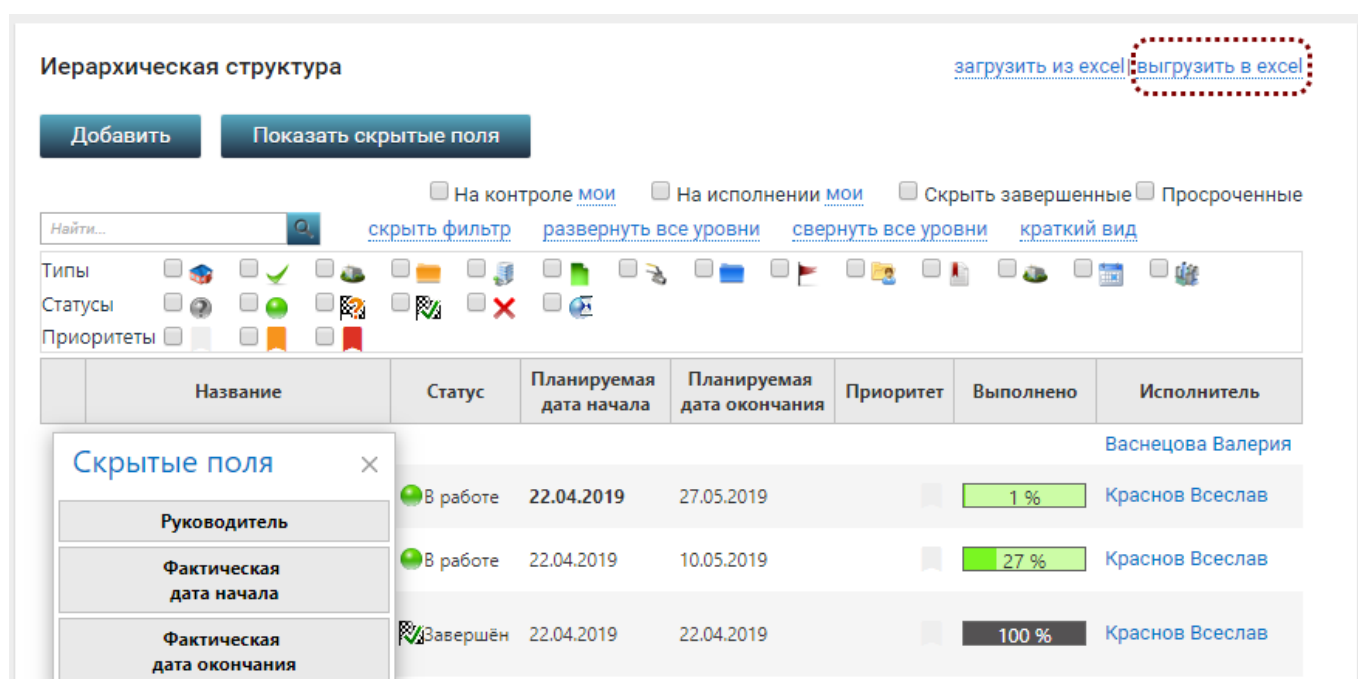 Иерархическая структура
загрузить из excel| выгрузить в excel
Добавить
Показать скрытые поля
На контроле мои На исполнении мои Скрыть завершенные Просроченные
Найти...
скрыть фильтр развернуть все уровни свернуть все уровни краткий вид
Типы
Статусы
Приоритеты
Название
Статус
Планируемая
дата начала
Планируемая
дата окончания
Приоритет
Выполнено
Исполнитель
Васнецова Валерия
Скрытые поля ×
Руководитель
Фактическая
дата начала
Фактическая
дата окончания
В работе 22.04.2019 27.05.2019 1 % Краснов Всеслав
В работе 22.04.2019 10.05.2019 27 % Краснов Всеслав
Завершён 22.04.2019 22.04.2019 100 % Краснов Всеслав